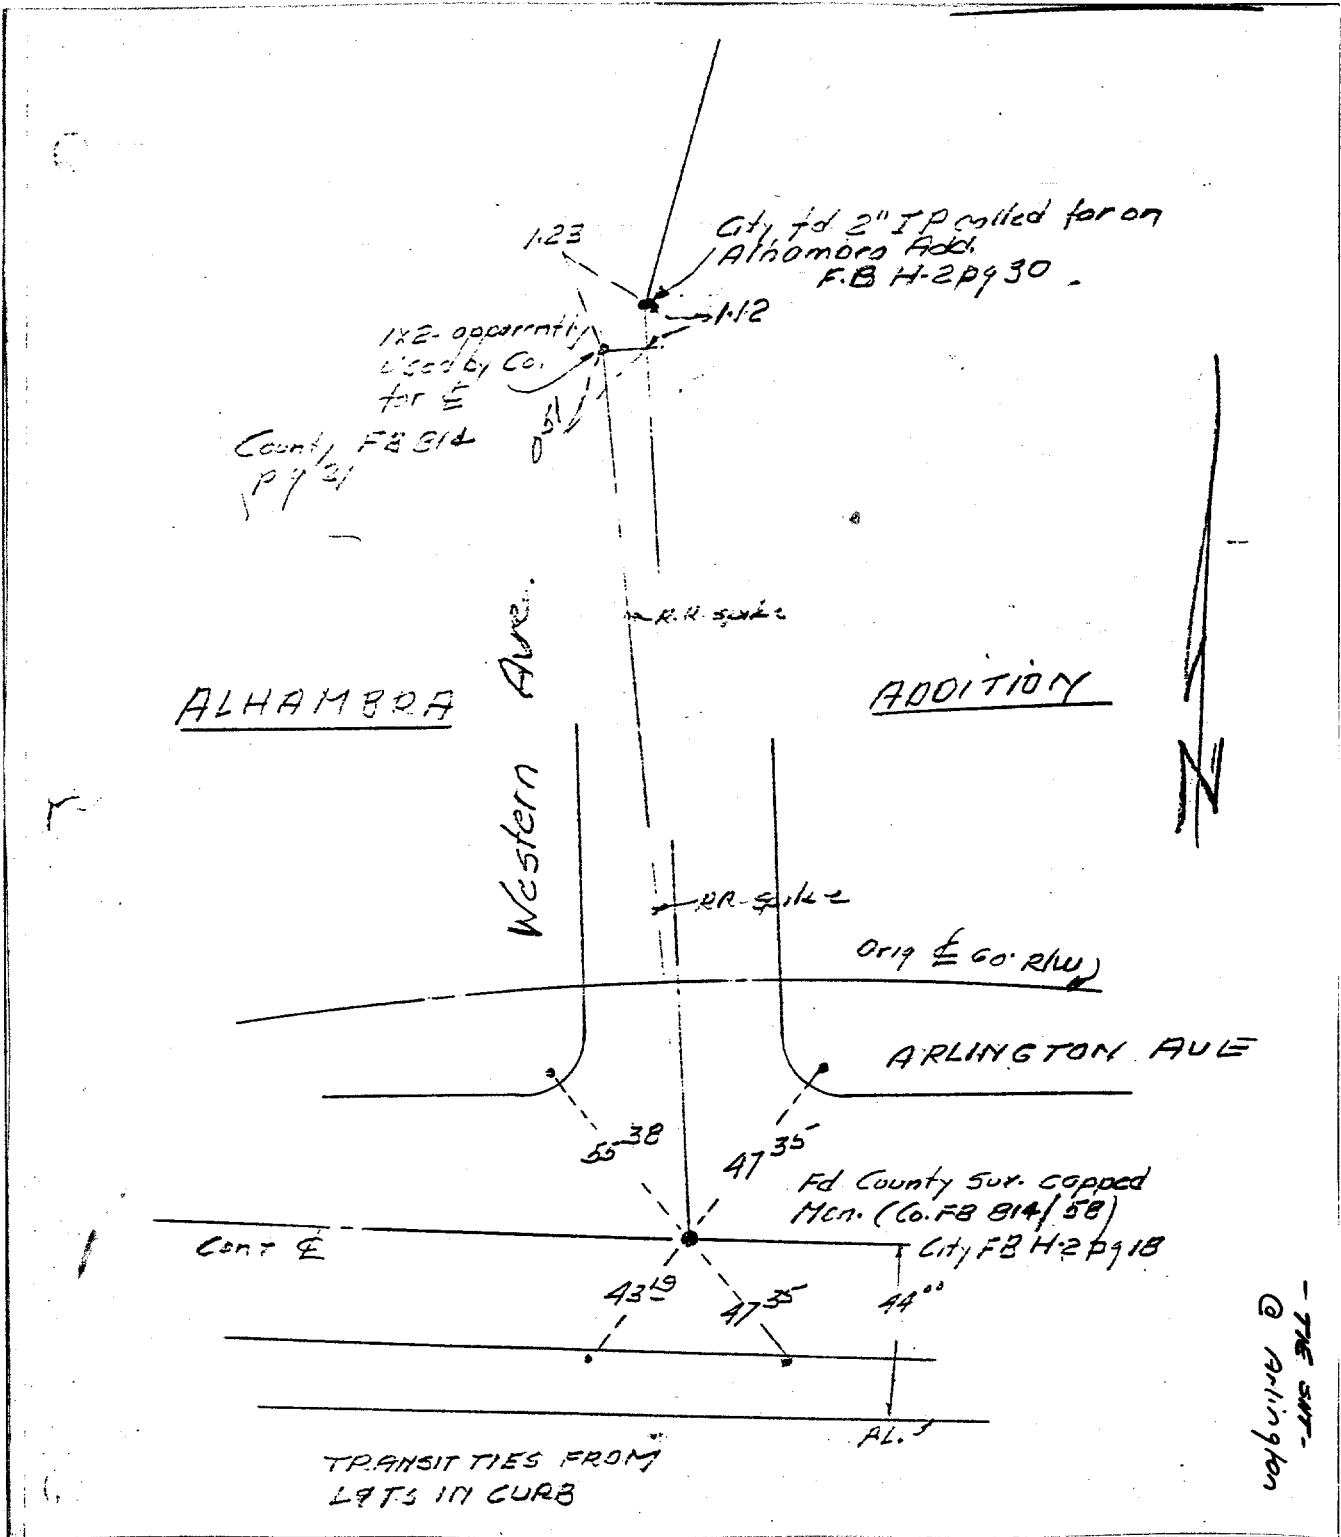 1.23
City fd 2" IP called for on
Alhambra Add.
F.B H-2 pg 30
1.12
1x2 apparently
Used by Co.
for ℄
County FB 814
pg 31
R.R. spike
ALHAMBRA
Western Ave.
ADDITION
N
RR-spike
Orig ℄ 60' R/W
ARLINGTON AVE
55 38
47 35
Fd County Sur. capped
Mon. (Co. FB 814/58)
City FB H-2 pg 18
Cont ℄
43 19
47 35
44 00
TRANSIT TIES FROM
L&TS IN CURB
@ Arlington